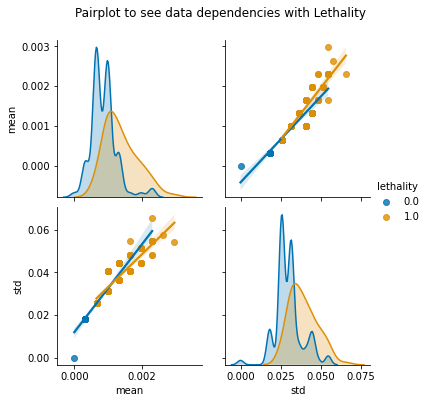 Pairplot to see data dependencies with Lethality
0.003
0.002
0.001
0.000
mean
lethality
0.0
1.0
0.06
0.04
0.02
0.00
std
0.000 0.002
mean
0.000 0.025 0.050 0.075
std